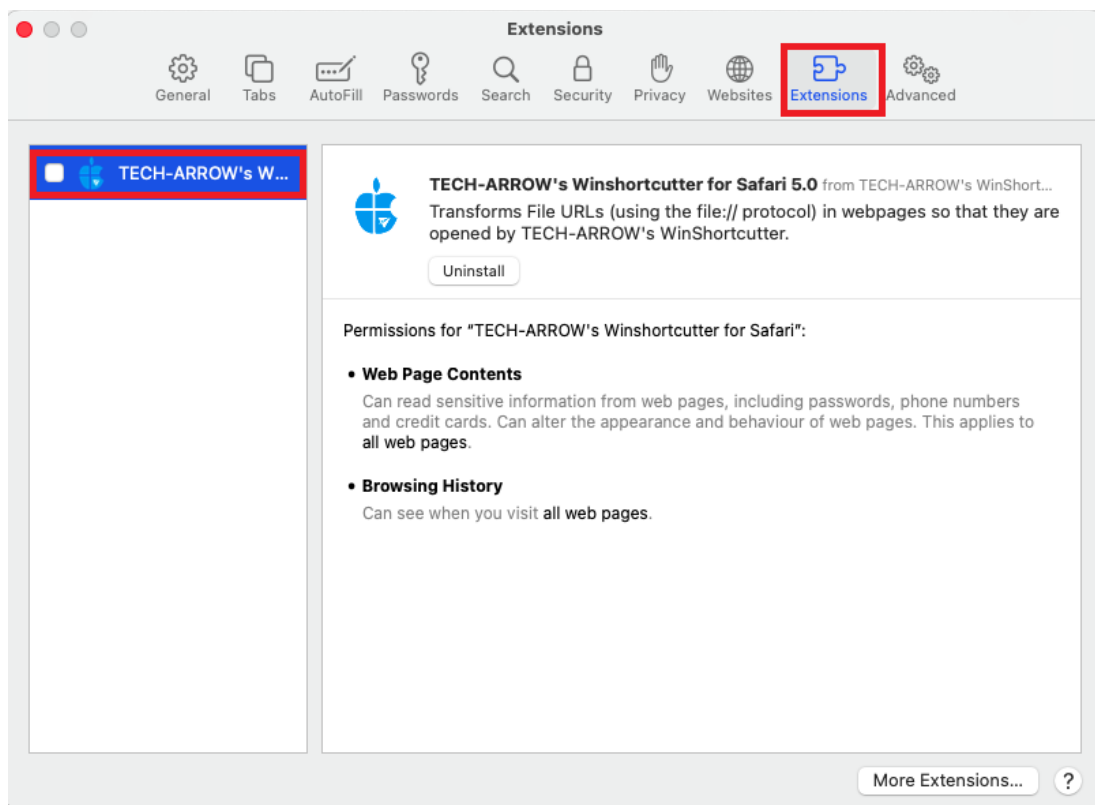 Extensions
General Tabs AutoFill Passwords Search Security Privacy Websites Extensions Advanced
TECH-ARROW's W...
TECH-ARROW's Winshortcutter for Safari 5.0 from TECH-ARROW's WinShort...
Transforms File URLs (using the file:// protocol) in webpages so that they are
opened by TECH-ARROW's WinShortcutter.
Uninstall
Permissions for “TECH-ARROW's Winshortcutter for Safari”:
• Web Page Contents
Can read sensitive information from web pages, including passwords, phone numbers
and credit cards. Can alter the appearance and behaviour of web pages. This applies to
all web pages.
• Browsing History
Can see when you visit all web pages.
More Extensions... ?